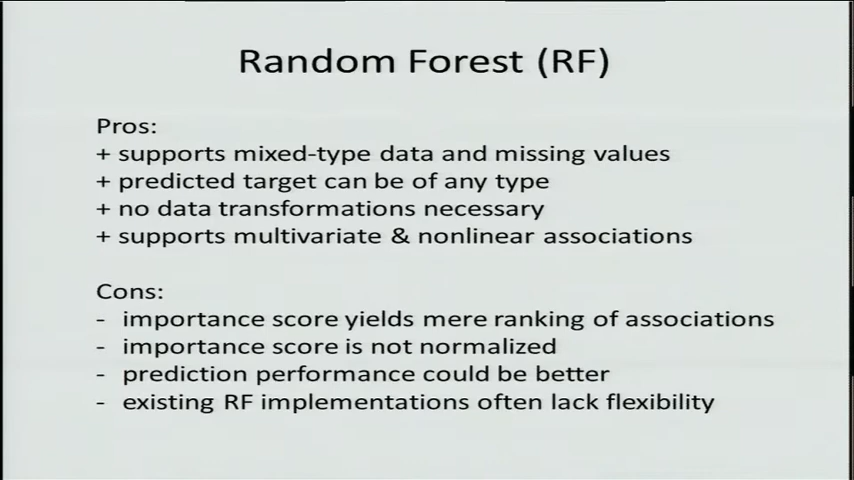 Random Forest (RF)
Pros:
+ supports mixed-type data and missing values
+ predicted target can be of any type
+ no data transformations necessary
+ supports multivariate & nonlinear associations
Cons:
- importance score yields mere ranking of associations
- importance score is not normalized
- prediction performance could be better
- existing RF implementations often lack flexibility